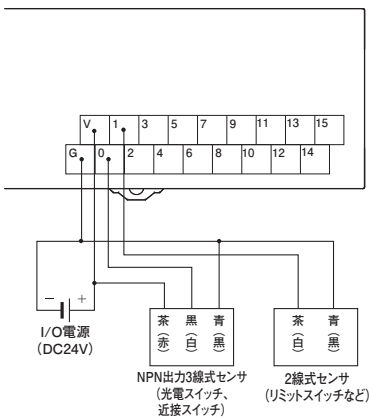 V 1 3 5 7 9 11 13 15
G 0 2 4 6 8 10 12 14
− +
I/O電源
(DC24V)
茶 黒 青
(赤) (白) (黒)
NPN出力3線式センサ
(光電スイッチ、
近接スイッチ)
茶 青
(白) (黒)
2線式センサ
(リミットスイッチなど)